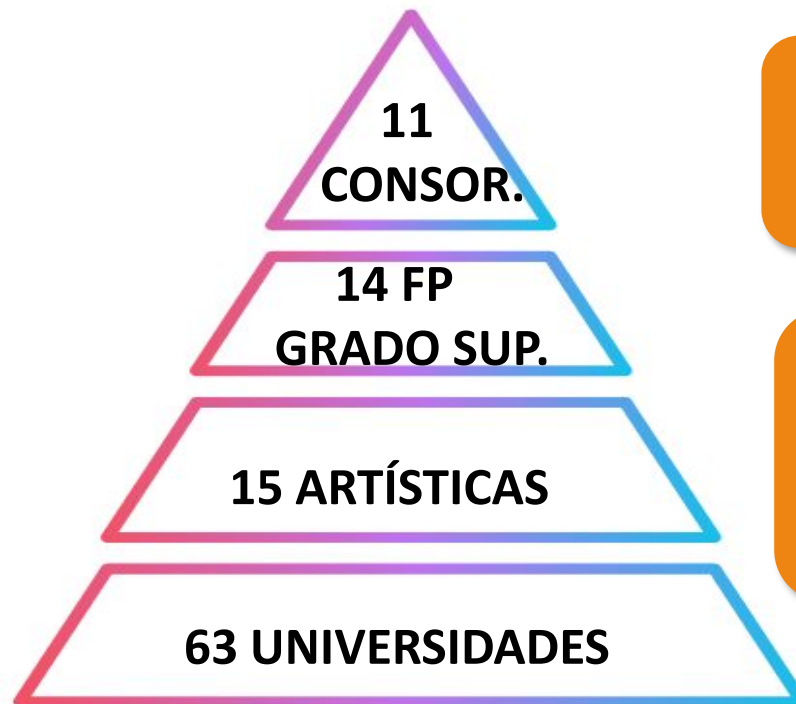 11
CONSOR.
14 FP
GRADO SUP.
15 ARTÍSTICAS
63 UNIVERSIDADES